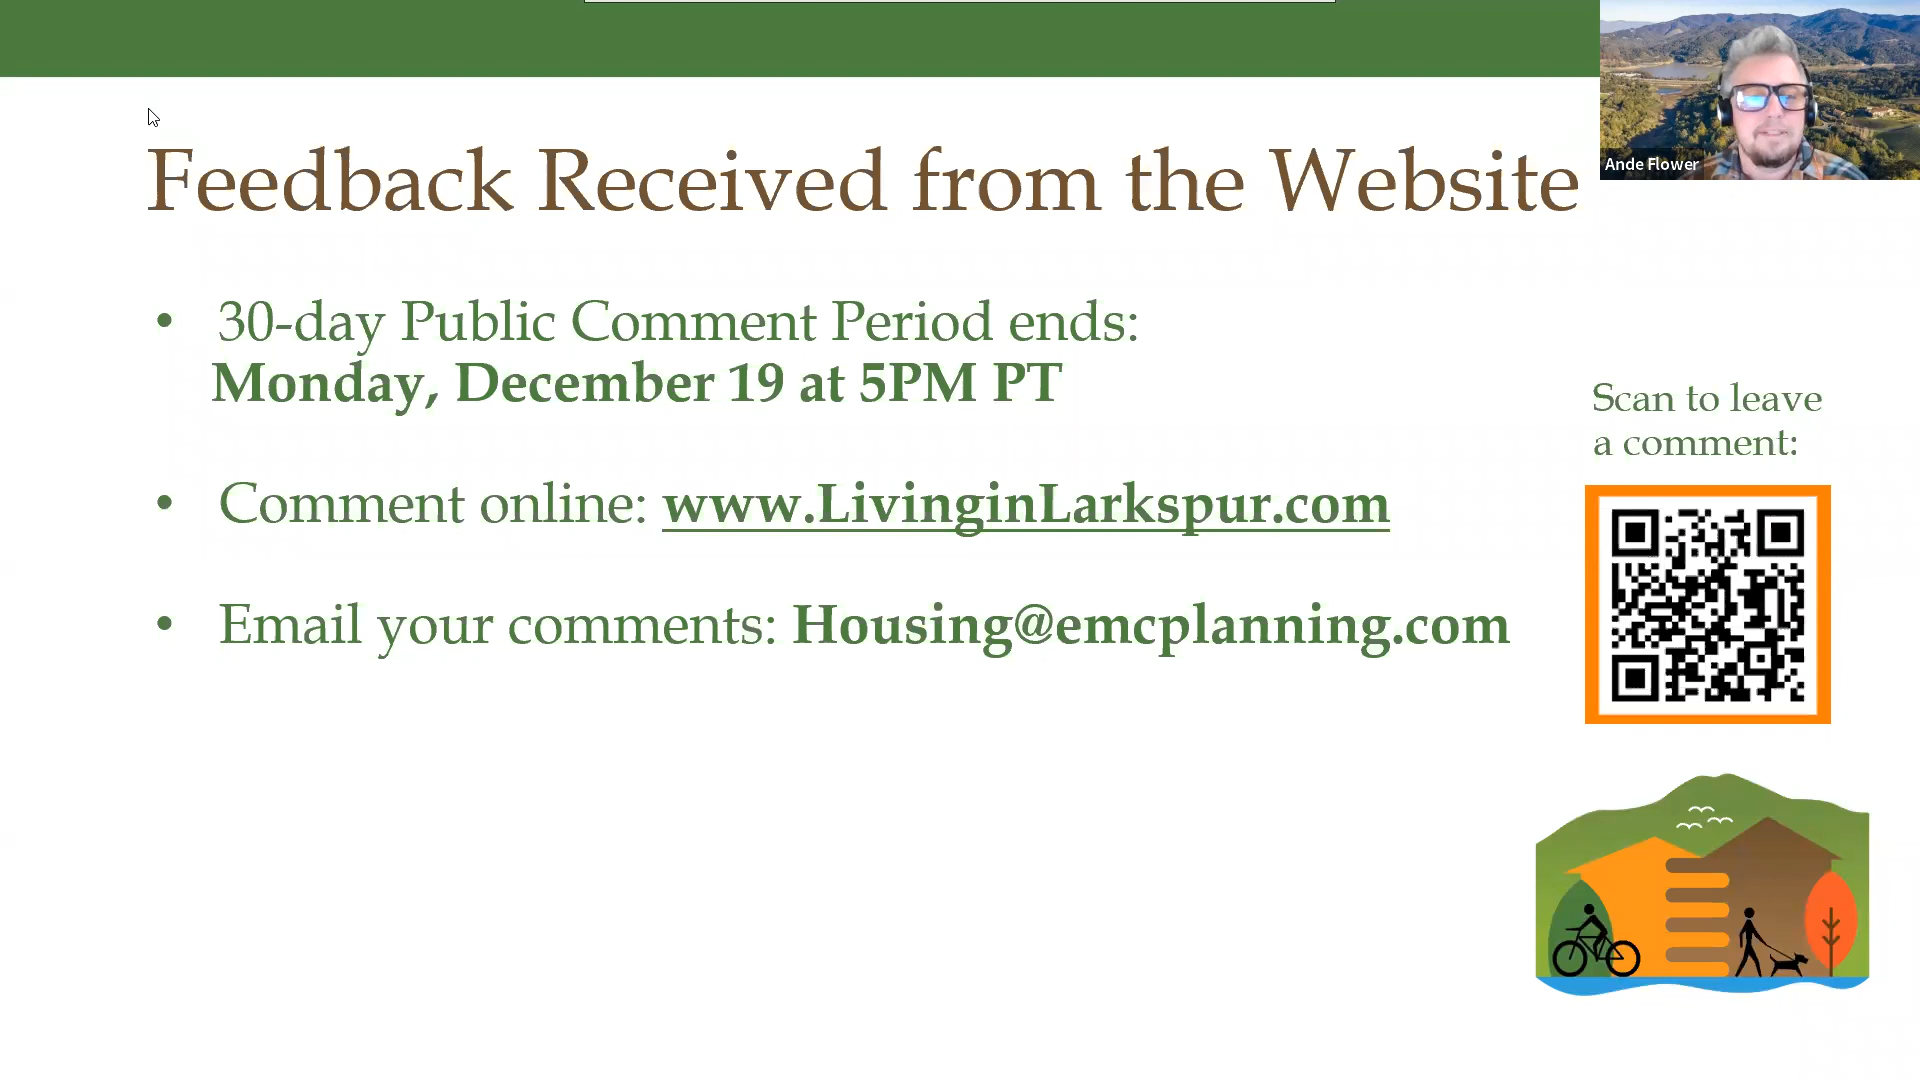 Feedback Received from the Website
Ande Flower
• 30-day Public Comment Period ends:
Monday, December 19 at 5PM PT
• Comment online: www.LivinginLarkspur.com
• Email your comments: Housing@emcplanning.com
Scan to leave
a comment: